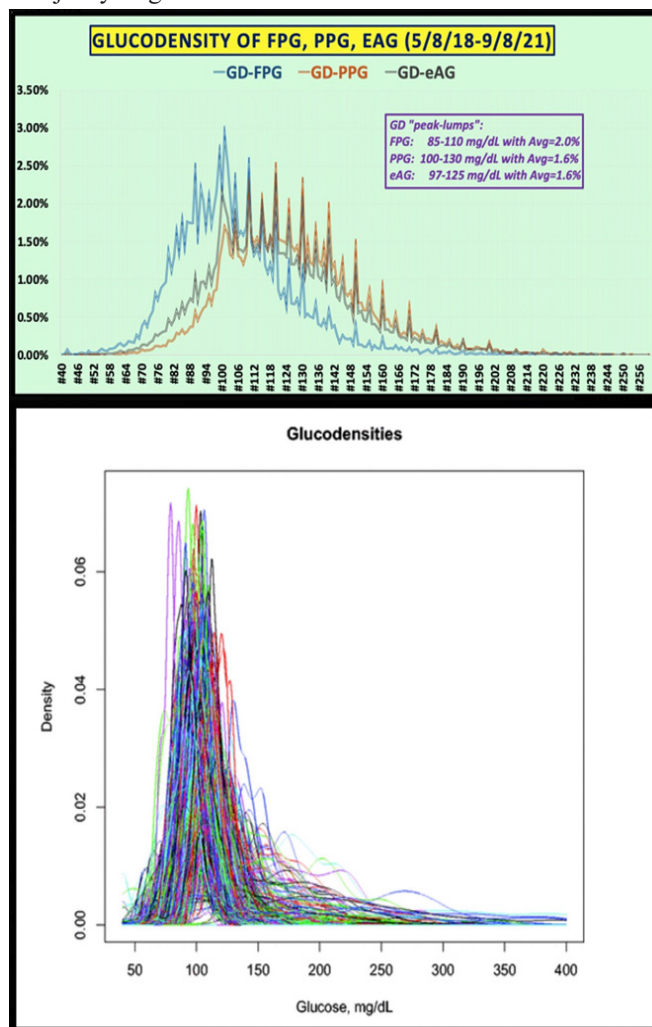 GLUCODENSITY OF FPG, PPG, EAG (5/8/18-9/8/21)
GD-FPG GD-PPG GD-eAG
GD "peak-lumps":
FPG: 85-110 mg/dL with Avg=2.0%
PPG: 100-130 mg/dL with Avg=1.6%
eAG: 97-125 mg/dL with Avg=1.6%
3.50%
3.00%
2.50%
2.00%
1.50%
1.00%
0.50%
0.00%
#40 #46 #52 #58 #64 #70 #76 #82 #88 #94 #100 #106 #112 #118 #124 #130 #136 #142 #148 #154 #160 #166 #172 #178 #184 #190 #196 #202 #208 #214 #220 #226 #232 #238 #244 #250 #256
Glucodensities
Density
0.06
0.04
0.02
0.00
50 100 150 200 250 300 350 400
Glucose, mg/dL